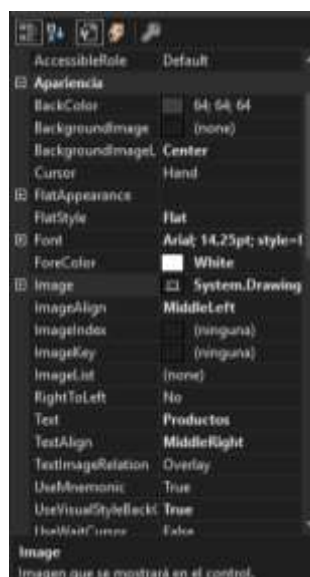 AccessibleRole Default
Apariencia
BackColor 64; 64; 64
BackgroundImage (none)
BackgroundImageL Center
Cursor Hand
FlatAppearance
FlatStyle Flat
Font Arial; 14.25pt; style=
ForeColor White
Image System.Drawing
ImageAlign MiddleLeft
ImageIndex (ninguna)
ImageKey (ninguna)
ImageList (none)
RightToLeft No
Text Productos
TextAlign MiddleRight
TextImageRelation Overlay
UseMnemonic True
UseVisualStyleBackC True
UseWaitCursor False
Image
Imagen que se mostrará en el control.